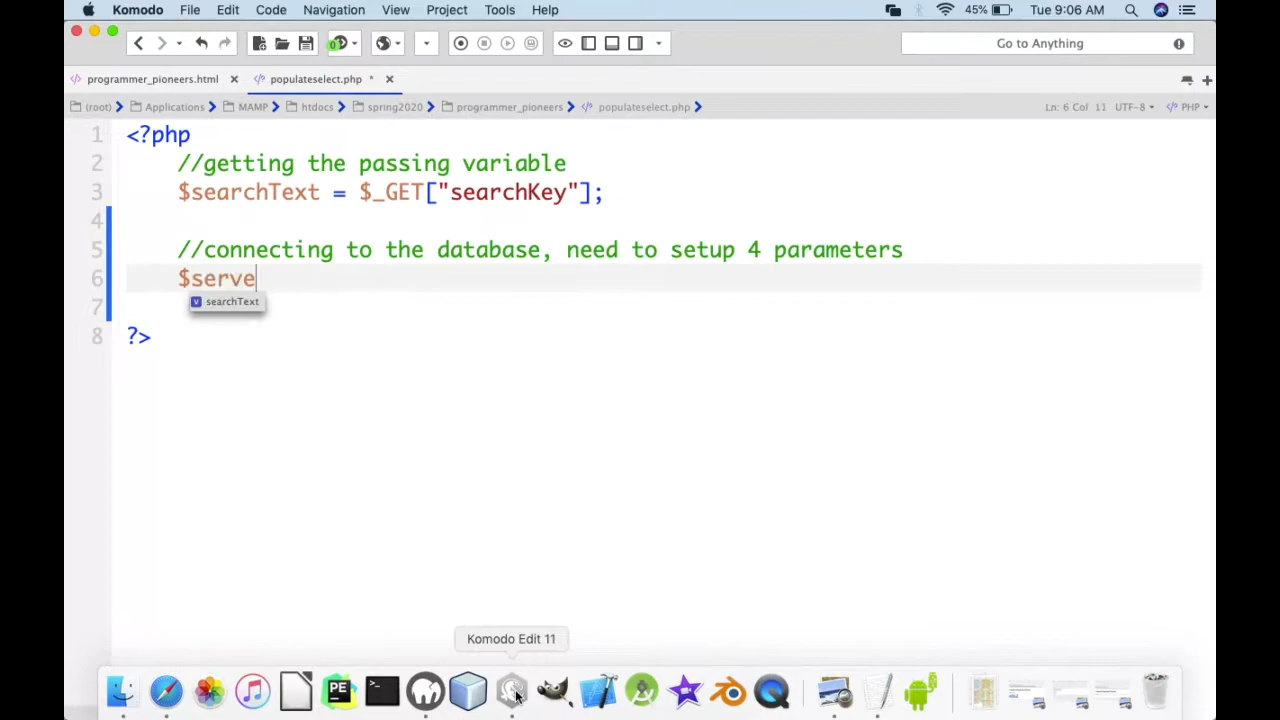 Komodo File Edit Code Navigation View Project Tools Help 45% Tue 9:06 AM
Go to Anything
programmer_pioneers.html populateselect.php *
(root) Applications MAMP htdocs spring2020 programmer_pioneers populateselect.php Ln: 6 Col 11 UTF-8 PHP
1 <?php
2 //getting the passing variable
3 $searchText = $_GET["searchKey"];
4
5 //connecting to the database, need to setup 4 parameters
6 $serve
V searchText
7
8 ?>
Komodo Edit 11
PE